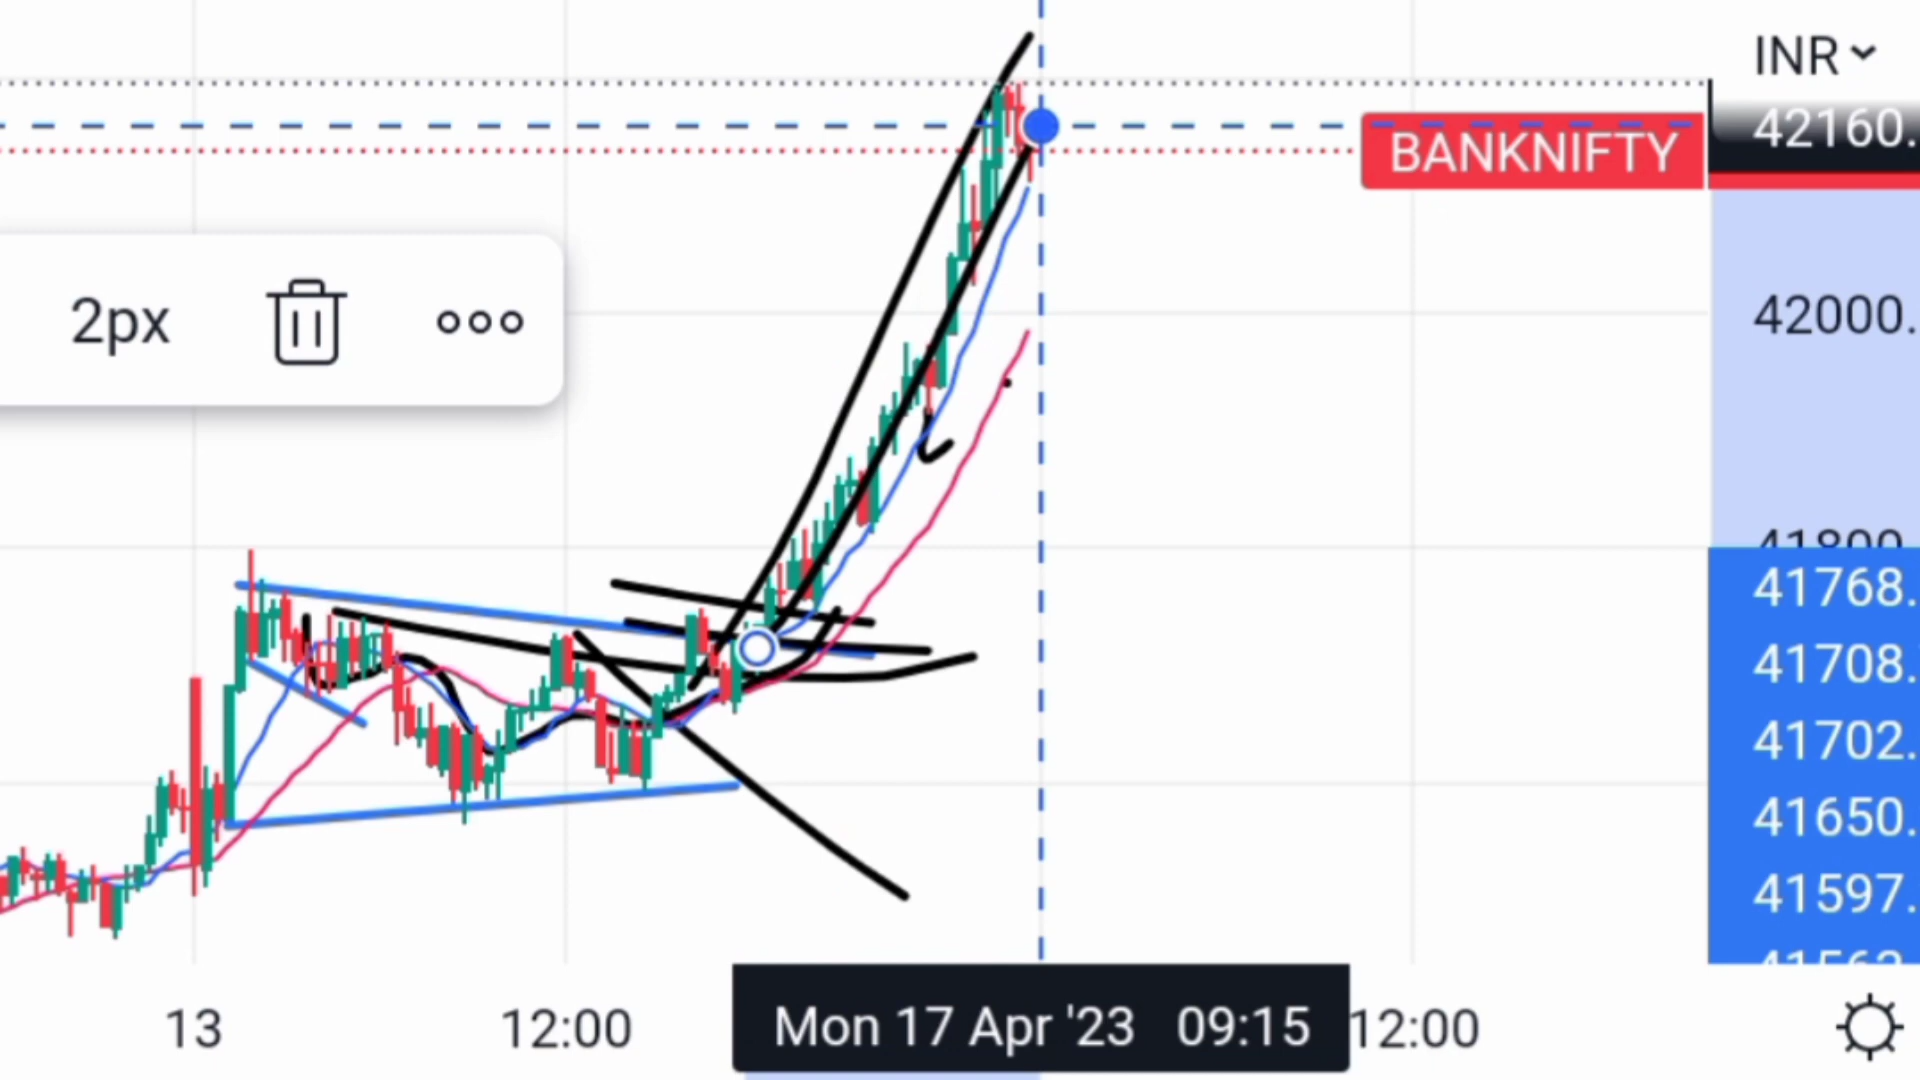 INR
42160.
BANKNIFTY
2px
42000.
41800
41768.
41708.
41702.
41650.
41597.
13
12:00
Mon 17 Apr '23 09:15
12:00